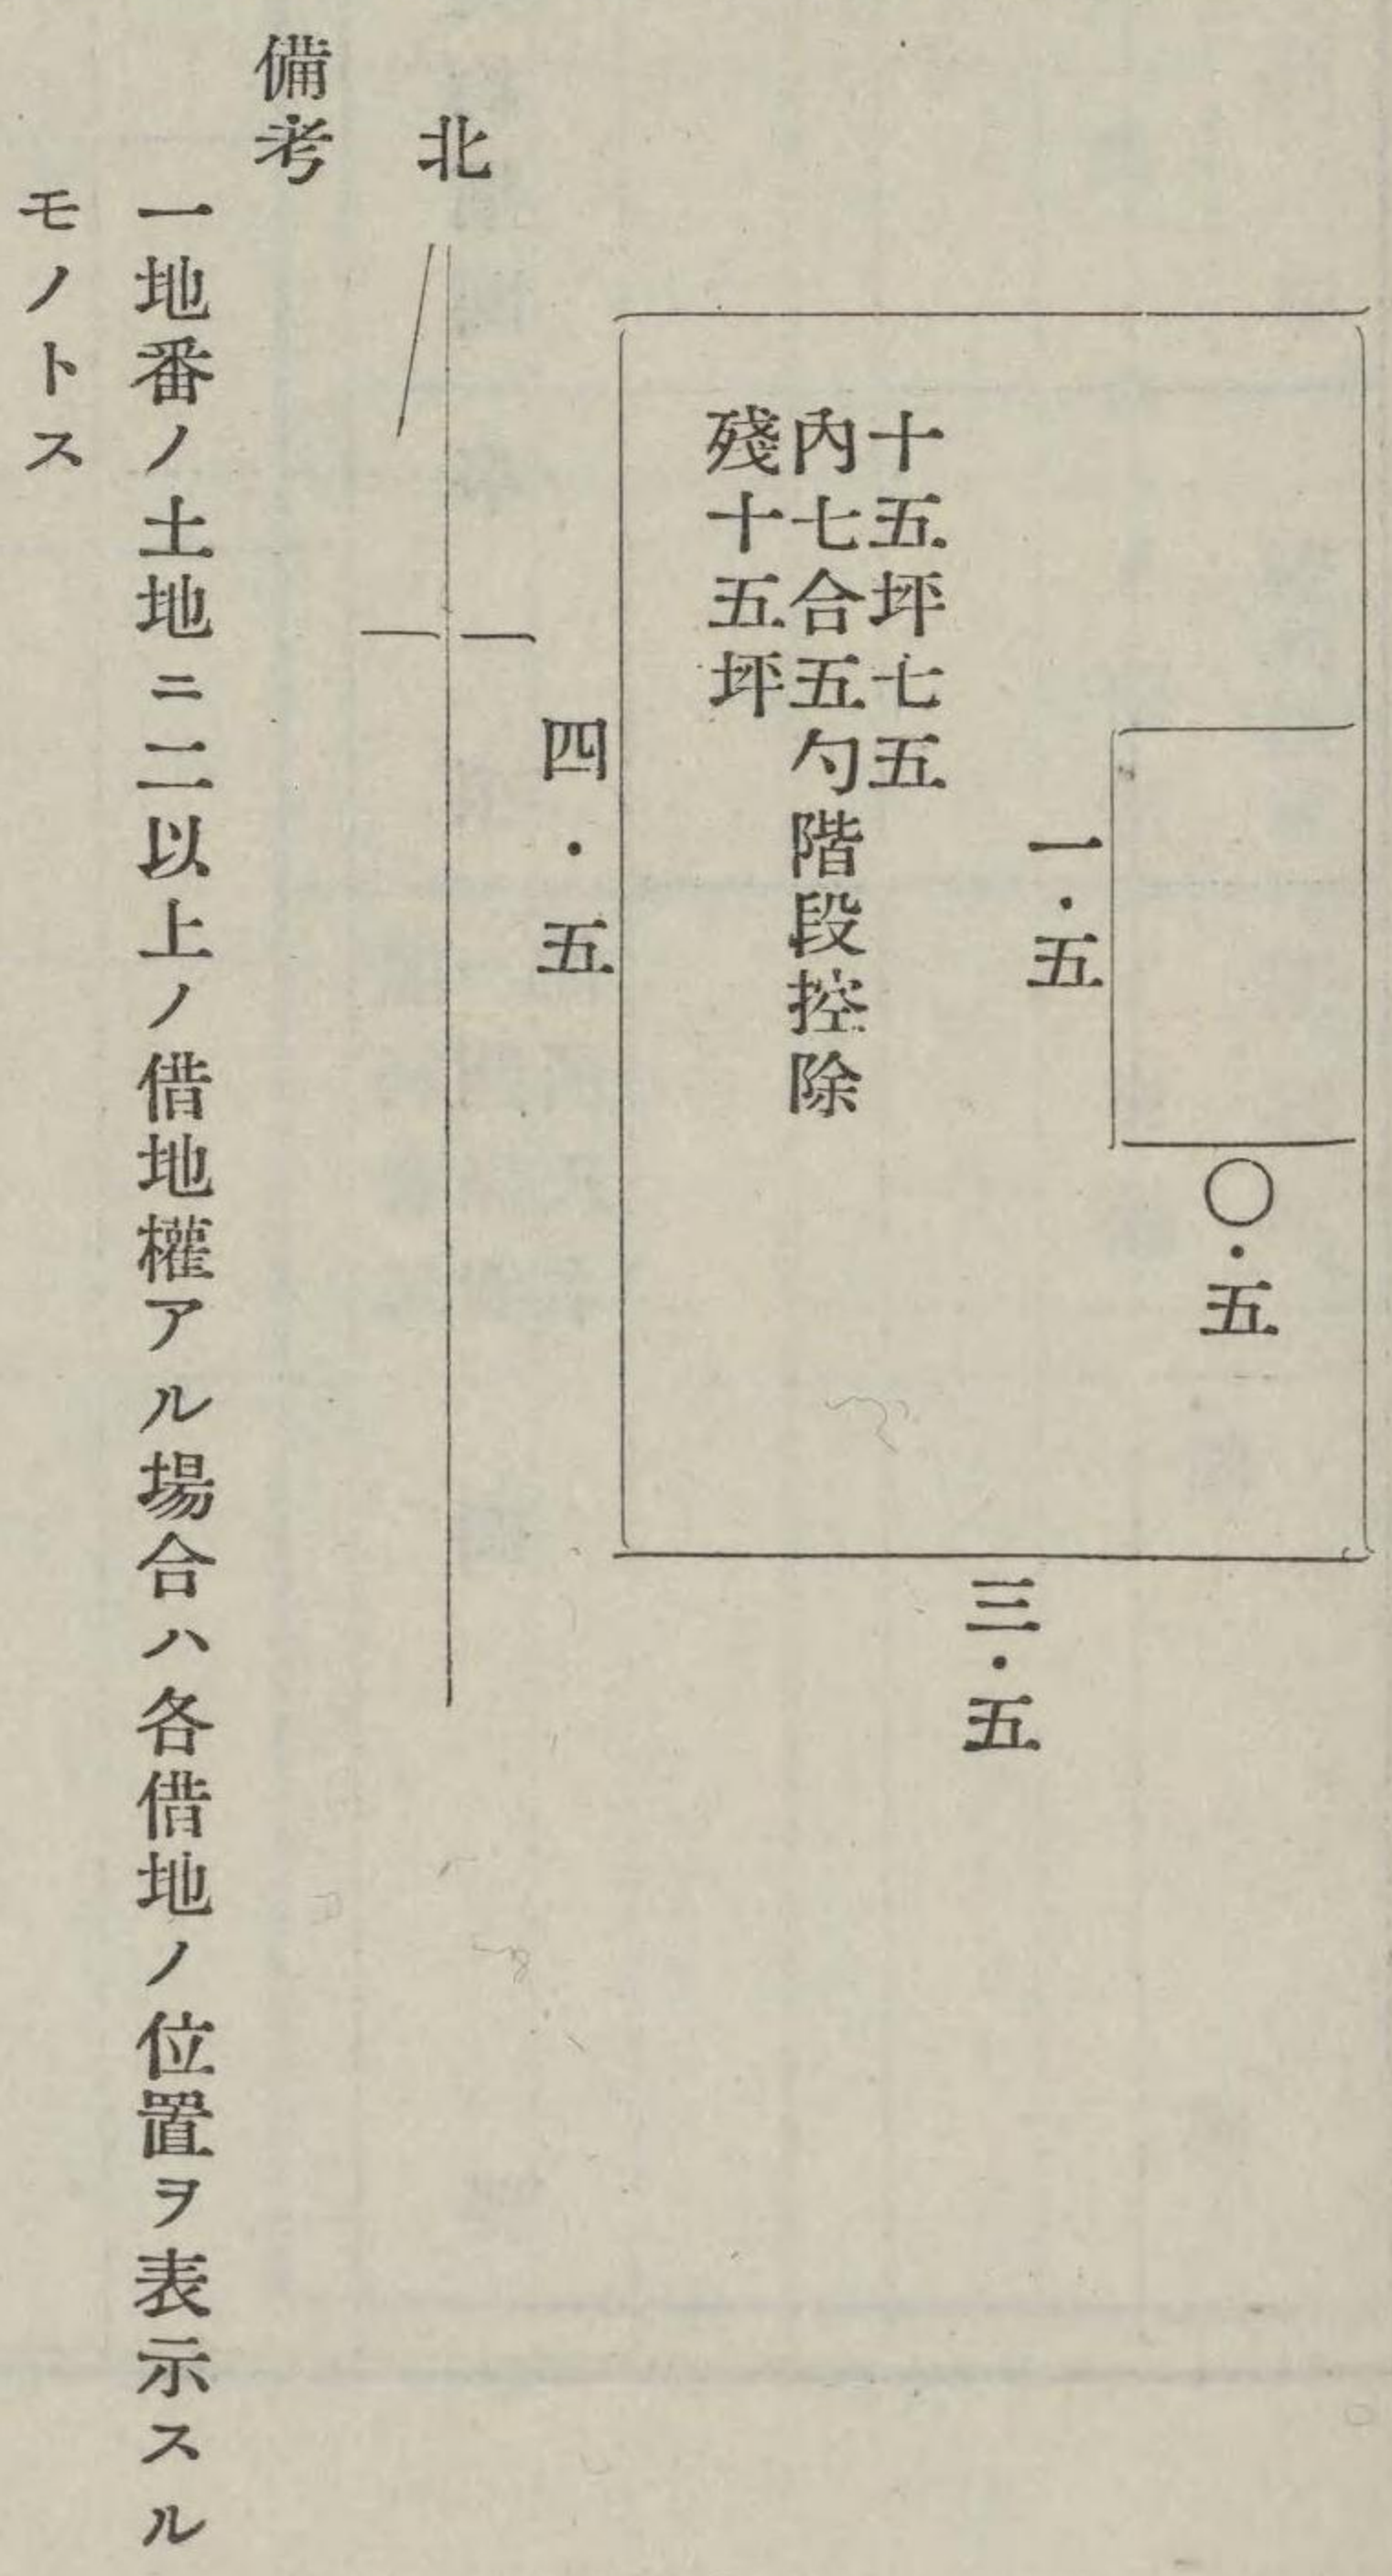 〇・五
一・五
三・五
十五坪七五
內七合五勺階段控除
殘十五坪
四・五
北
備考
一地番ノ土地ニ二以上ノ借地權アル場合ハ各借地ノ位置ヲ表示スル
モノトス